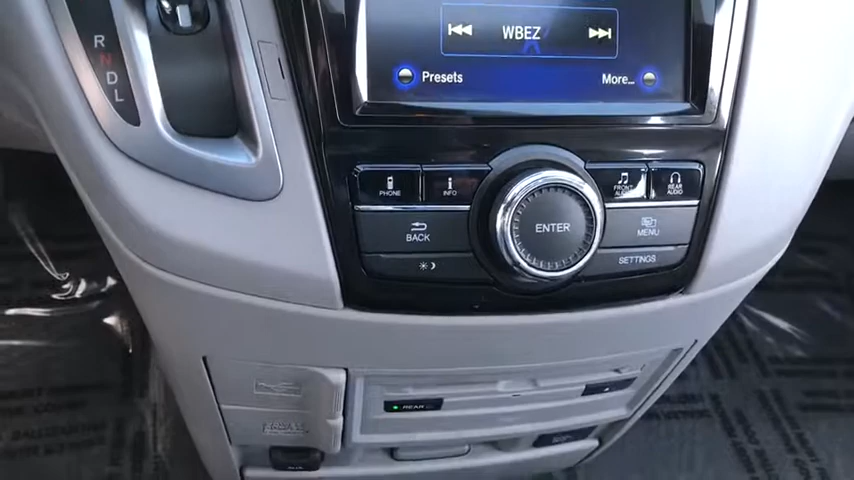 R
N
D
L
WBEZ
Presets
More...
PHONE
INFO
FRONT AUDIO
REAR AUDIO
BACK
ENTER
MENU
SETTINGS
REAR